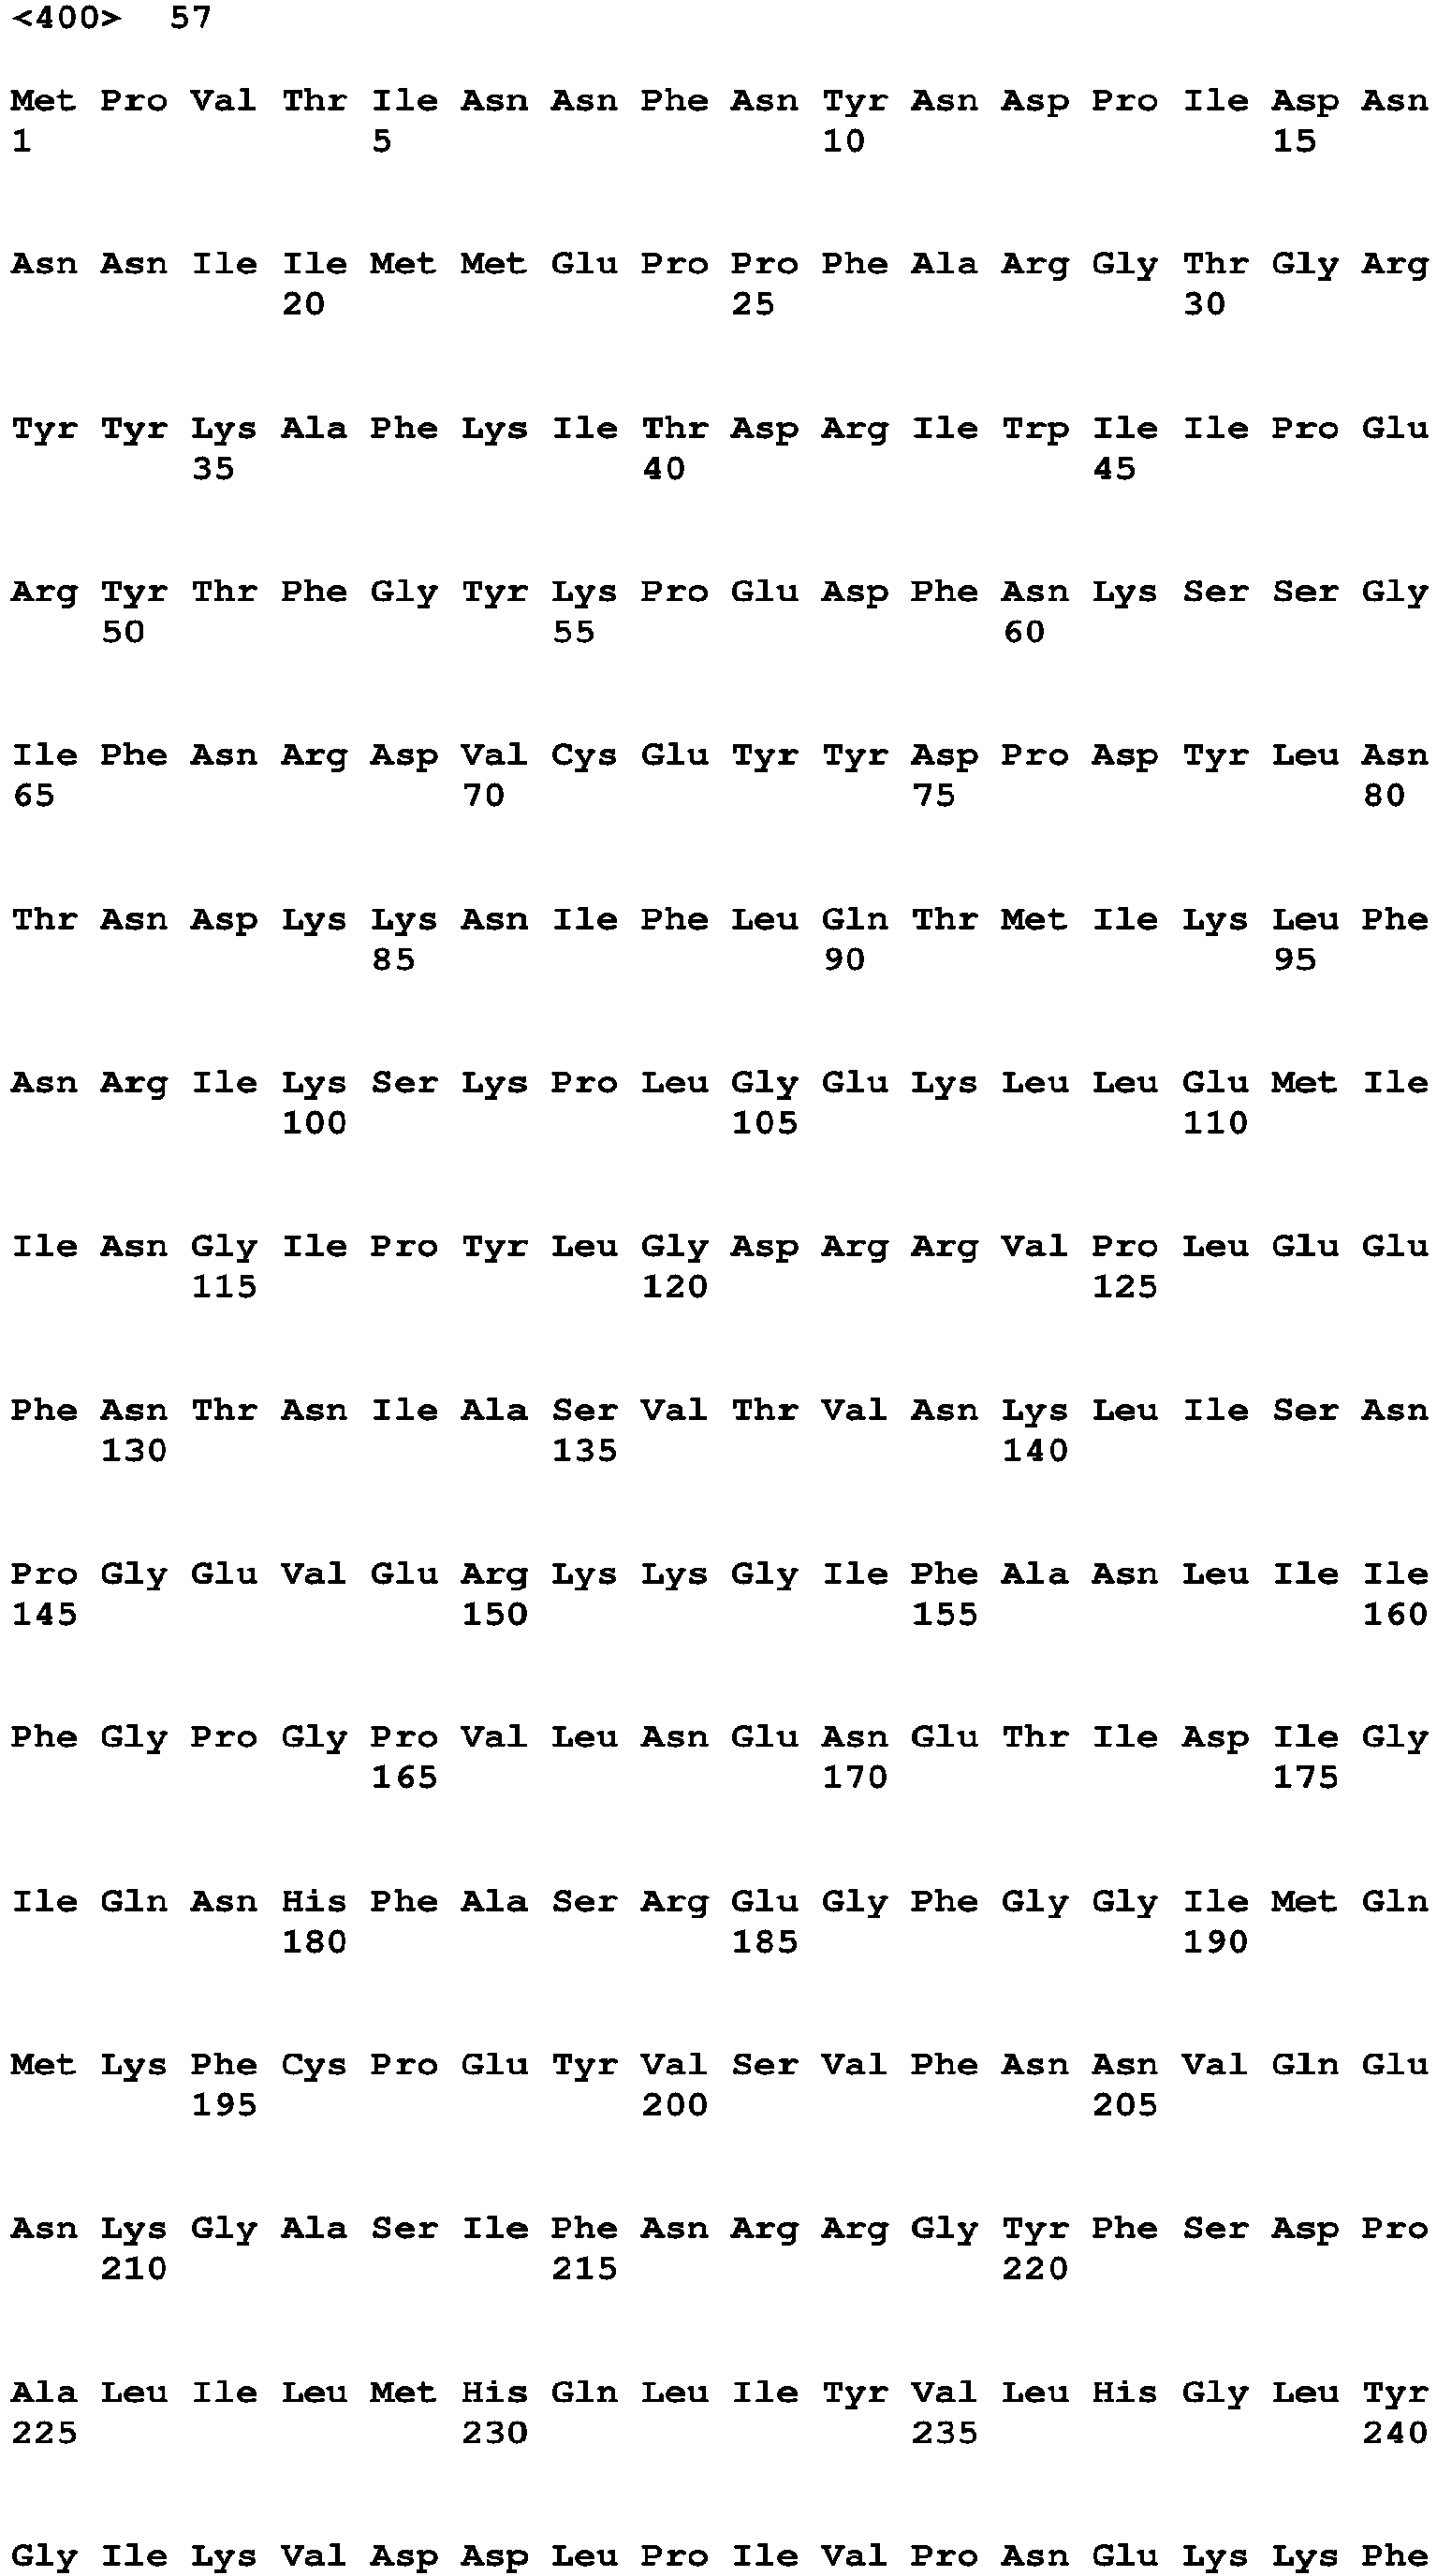 <400>  57
Met Pro Val Thr Ile Asn Asn Phe Asn Tyr Asn Asp Pro Ile Asp Asn
1 5 10 15
Asn Asn Ile Ile Met Met Glu Pro Pro Phe Ala Arg Gly Thr Gly Arg
20 25 30
Tyr Tyr Lys Ala Phe Lys Ile Thr Asp Arg Ile Trp Ile Ile Pro Glu
35 40 45
Arg Tyr Thr Phe Gly Tyr Lys Pro Glu Asp Phe Asn Lys Ser Ser Gly
50 55 60
Ile Phe Asn Arg Asp Val Cys Glu Tyr Tyr Asp Pro Asp Tyr Leu Asn
65 70 75 80
Thr Asn Asp Lys Lys Asn Ile Phe Leu Gln Thr Met Ile Lys Leu Phe
85 90 95
Asn Arg Ile Lys Ser Lys Pro Leu Gly Glu Lys Leu Leu Glu Met Ile
100 105 110
Ile Asn Gly Ile Pro Tyr Leu Gly Asp Arg Arg Val Pro Leu Glu Glu
115 120 125
Phe Asn Thr Asn Ile Ala Ser Val Thr Val Asn Lys Leu Ile Ser Asn
130 135 140
Pro Gly Glu Val Glu Arg Lys Lys Gly Ile Phe Ala Asn Leu Ile Ile
145 150 155 160
Phe Gly Pro Gly Pro Val Leu Asn Glu Asn Glu Thr Ile Asp Ile Gly
165 170 175
Ile Gln Asn His Phe Ala Ser Arg Glu Gly Phe Gly Gly Ile Met Gln
180 185 190
Met Lys Phe Cys Pro Glu Tyr Val Ser Val Phe Asn Asn Val Gln Glu
195 200 205
Asn Lys Gly Ala Ser Ile Phe Asn Arg Arg Gly Tyr Phe Ser Asp Pro
210 215 220
Ala Leu Ile Leu Met His Gln Leu Ile Tyr Val Leu His Gly Leu Tyr
225 230 235 240
Gly Ile Lys Val Asp Asp Leu Pro Ile Val Pro Asn Glu Lys Lys Phe